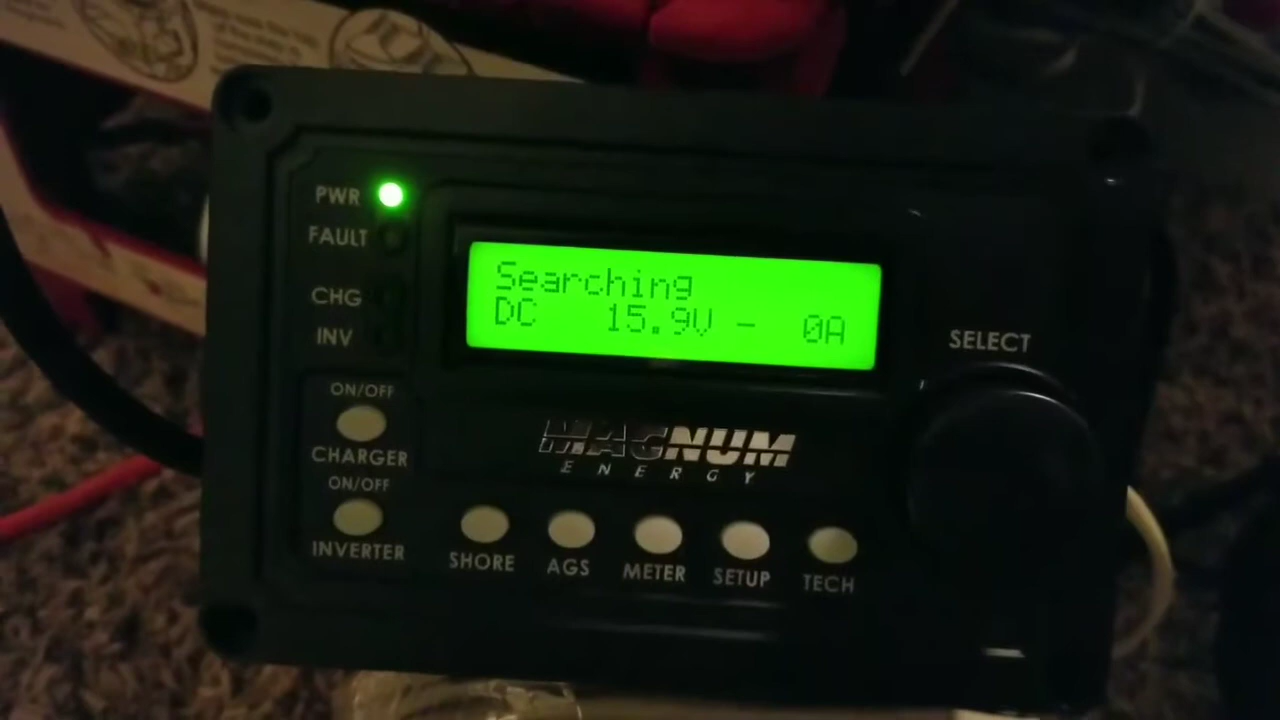 PWR
FAULT
CHG
INV
Searching
DC 15.9V - 0A
SELECT
ON/OFF
CHARGER
ON/OFF
INVERTER
MAGNUM
ENERGY
SHORE
AGS
METER
SETUP
TECH